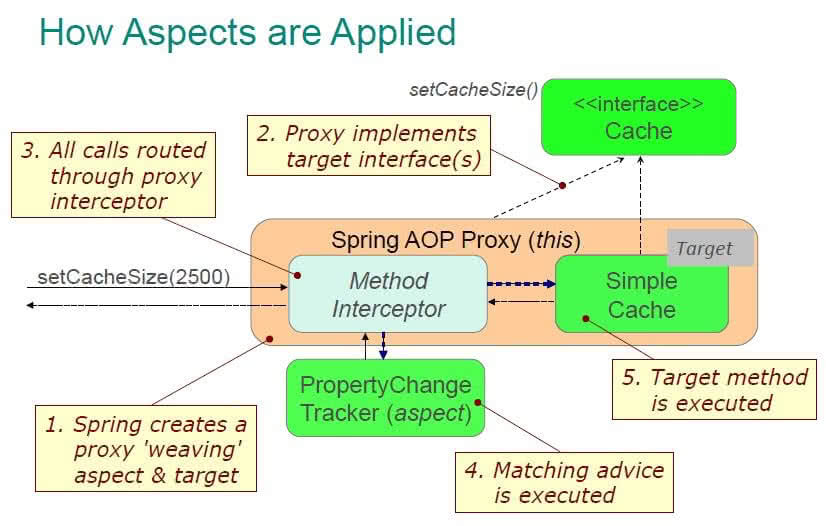 How Aspects are Applied
setCacheSize()
<<interface>>
Cache
3. All calls routed
through proxy
interceptor
2. Proxy implements
target interface(s)
Spring AOP Proxy (this)
Target
setCacheSize(2500)
Method
Interceptor
Simple
Cache
PropertyChange
Tracker (aspect)
5. Target method
is executed
1. Spring creates a
proxy 'weaving'
aspect & target
4. Matching advice
is executed